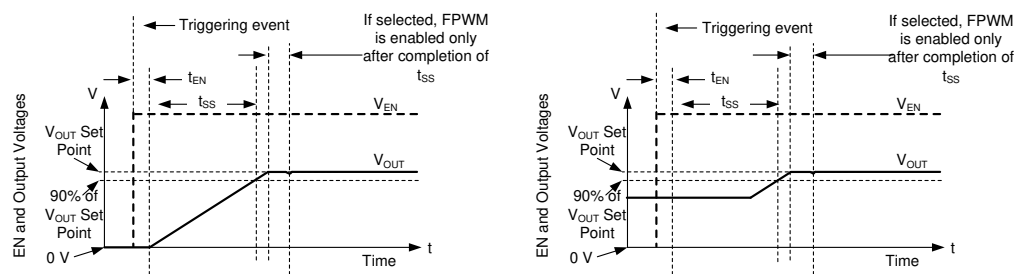 Triggering event
If selected, FPWM
is enabled only
after completion of
tSS
tEN
tSS
V
VEN
VOUT Set
Point
VOUT
90% of
VOUT Set
Point
0 V
t
Time
EN and Output Voltages
Triggering event
If selected, FPWM
is enabled only
after completion of
tSS
tEN
tSS
V
VEN
VOUT Set
Point
VOUT
90% of
VOUT Set
Point
0 V
t
Time
EN and Output Voltages